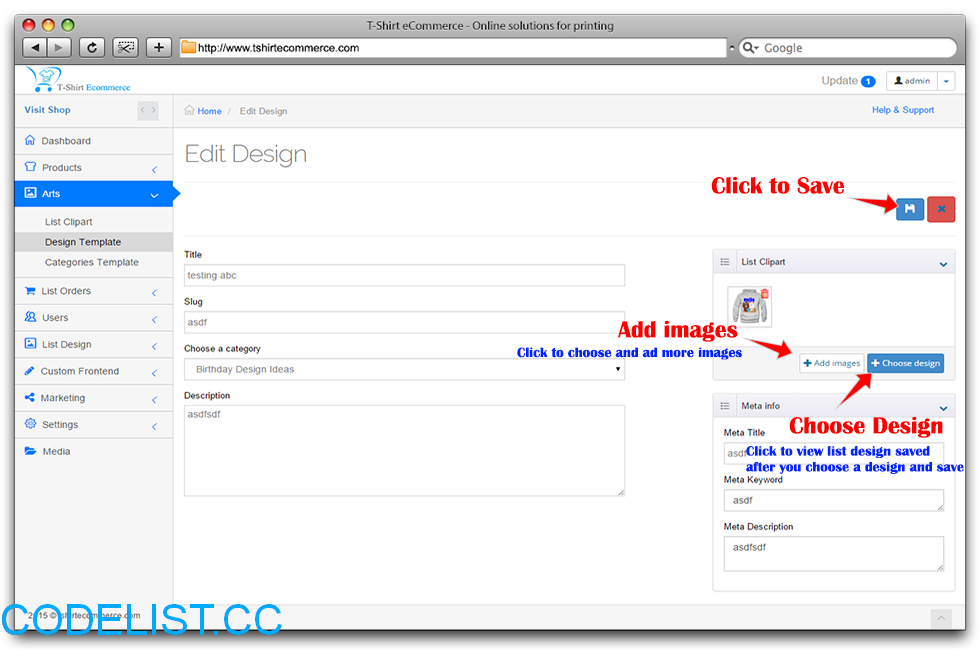 T-Shirt eCommerce - Online solutions for printing
http://www.tshirtecommerce.com
Google
T-Shirt Ecommerce
Update 1
admin
Visit Shop
Home / Edit Design
Help & Support
Dashboard
Products
Arts
List Clipart
Design Template
Categories Template
List Orders
Users
List Design
Custom Frontend
Marketing
Settings
Media
Edit Design
Click to Save
Title
testing abc
Slug
asdf
Choose a category
Birthday Design Ideas
Description
asdfsdf
List Clipart
Add images
Click to choose and ad more images
Add images
Choose design
Meta info
Choose Design
Meta Title
asdf
Click to view list design saved
after you choose a design and save
Meta Keyword
asdf
Meta Description
asdfsdf
2015 © tshirtecommerce.com
CODELIST.CC